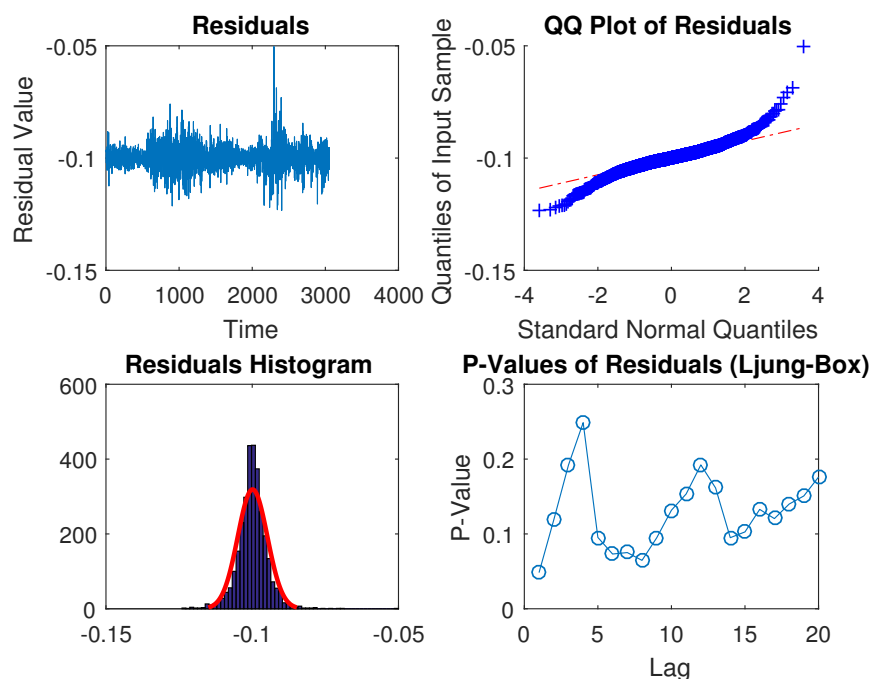 Residuals
Residual Value
-0.05
-0.1
-0.15
0 1000 2000 3000 4000
Time
QQ Plot of Residuals
Quantiles of Input Sample
-0.05
-0.1
-0.15
-4 -2 0 2 4
Standard Normal Quantiles
Residuals Histogram
600
400
200
0
-0.15 -0.1 -0.05
P-Values of Residuals (Ljung-Box)
P-Value
0.3
0.2
0.1
0
0 5 10 15 20
Lag